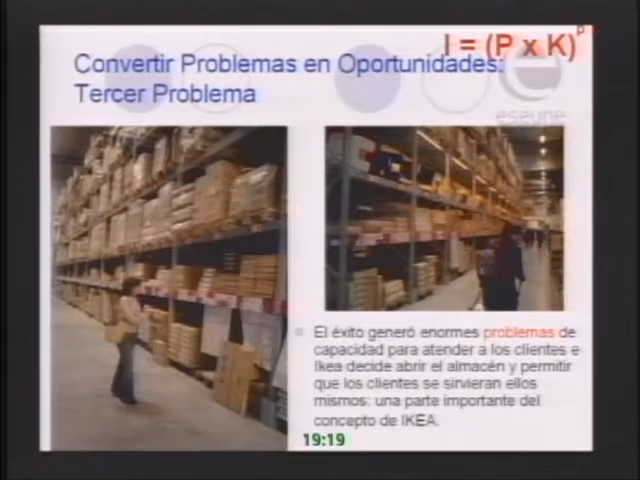 I = (P x K)p
Convertir Problemas en Oportunidades:
Tercer Problema
eseune
El éxito generó enormes problemas de
capacidad para atender a los clientes e
Ikea decide abrir el almacén y permitir
que los clientes se sirvieran ellos
mismos: una parte importante del
concepto de IKEA.
19:19